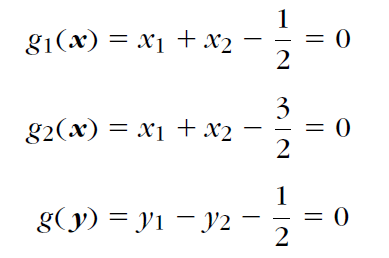 g₁(x) = x₁ + x₂ − 1/2 = 0
g₂(x) = x₁ + x₂ − 3/2 = 0
g(y) = y₁ − y₂ − 1/2 = 0